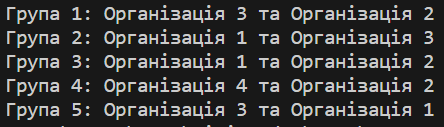 Група 1: Організація 3 та Організація 2
Група 2: Організація 1 та Організація 3
Група 3: Організація 1 та Організація 2
Група 4: Організація 4 та Організація 2
Група 5: Організація 3 та Організація 1